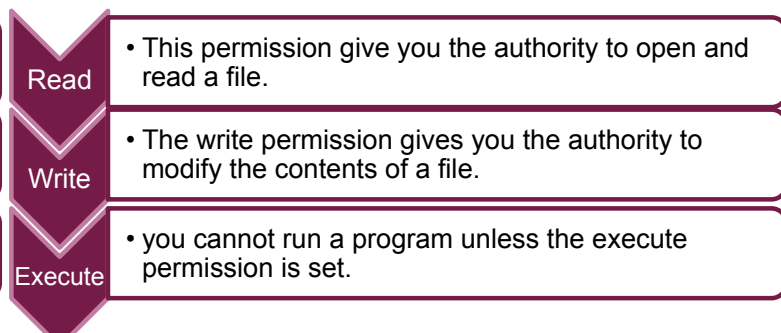 Read
• This permission give you the authority to open and
read a file.
Write
• The write permission gives you the authority to
modify the contents of a file.
Execute
• you cannot run a program unless the execute
permission is set.